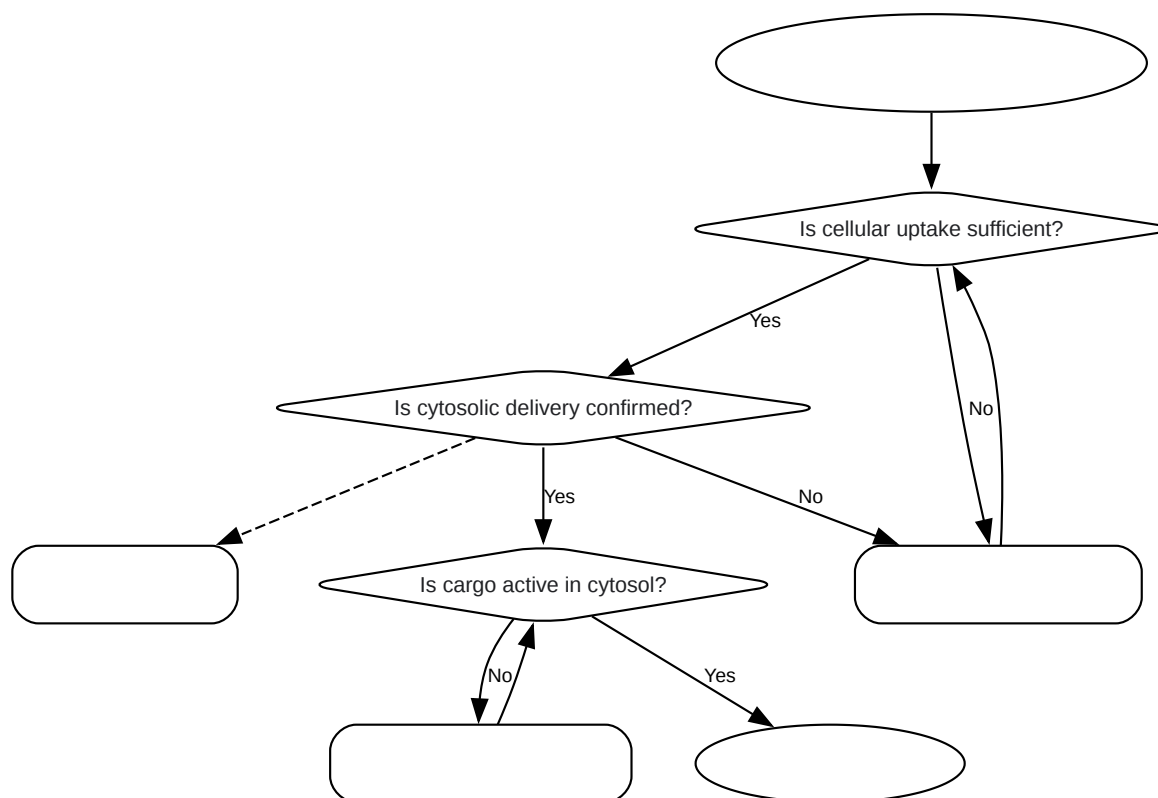 Is cellular uptake sufficient?
Yes
Is cytosolic delivery confirmed?
No
Yes
No
Is cargo active in cytosol?
No
Yes